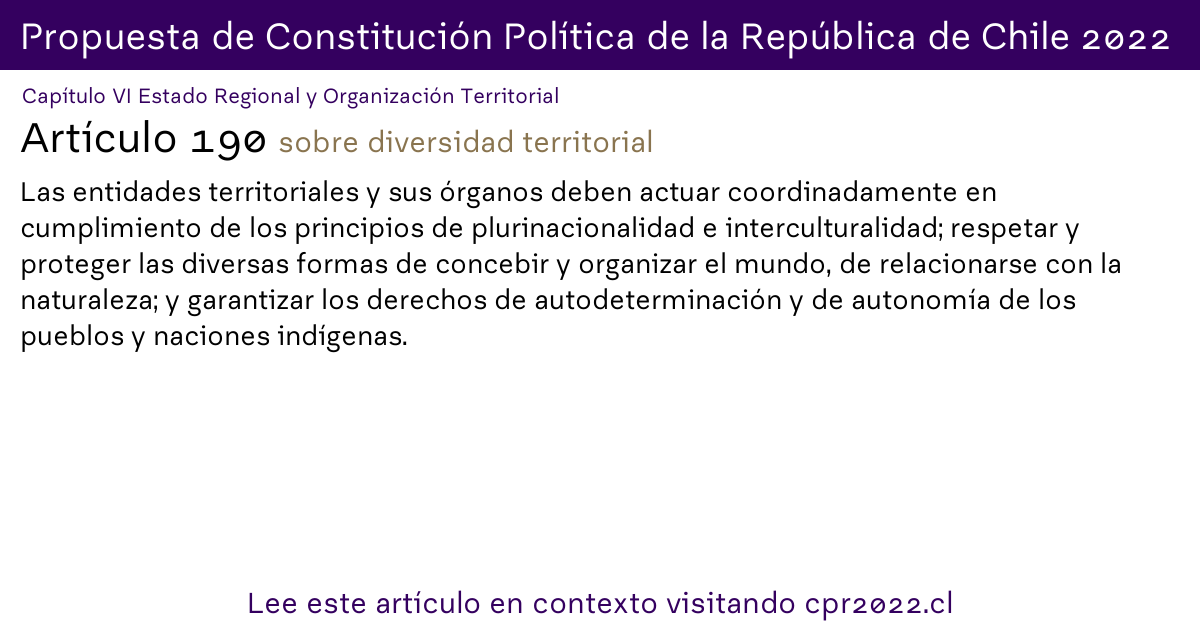 Propuesta de Constitución Política de la República de Chile 2022
Capítulo VI Estado Regional y Organización Territorial
Artículo 190 sobre diversidad territorial
Las entidades territoriales y sus órganos deben actuar coordinadamente en
cumplimiento de los principios de plurinacionalidad e interculturalidad; respetar y
proteger las diversas formas de concebir y organizar el mundo, de relacionarse con la
naturaleza; y garantizar los derechos de autodeterminación y de autonomía de los
pueblos y naciones indígenas.
Lee este artículo en contexto visitando cpr2022.cl